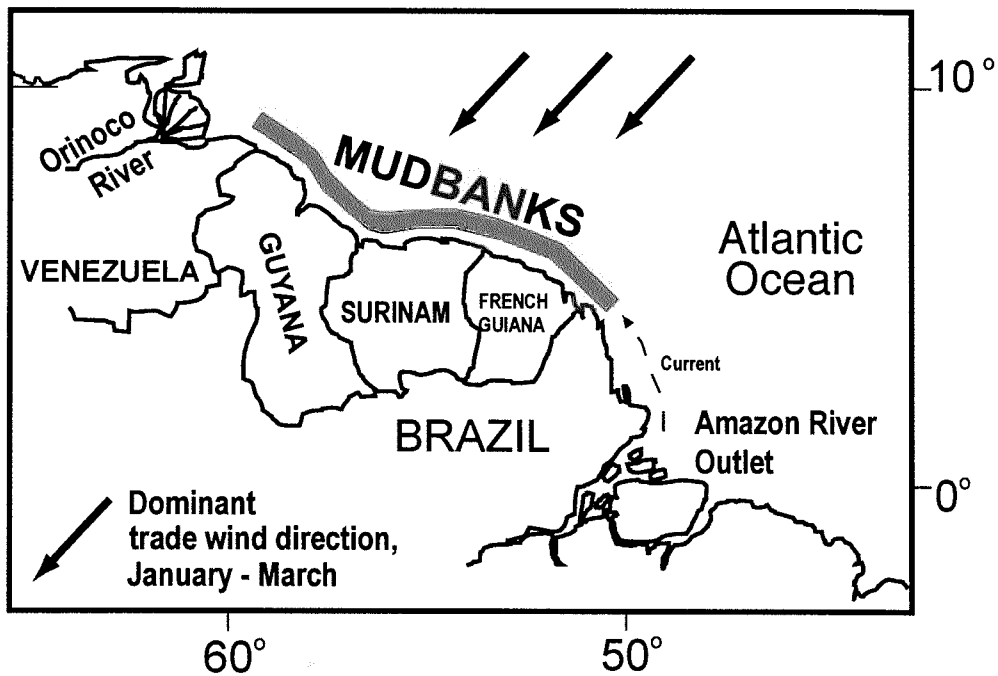 10°
Orinoco
River
MUDBANKS
Atlantic
Ocean
VENEZUELA
GUYANA
SURINAM
FRENCH
GUIANA
Current
BRAZIL
Amazon River
Outlet
0°
Dominant
trade wind direction,
January - March
60°
50°